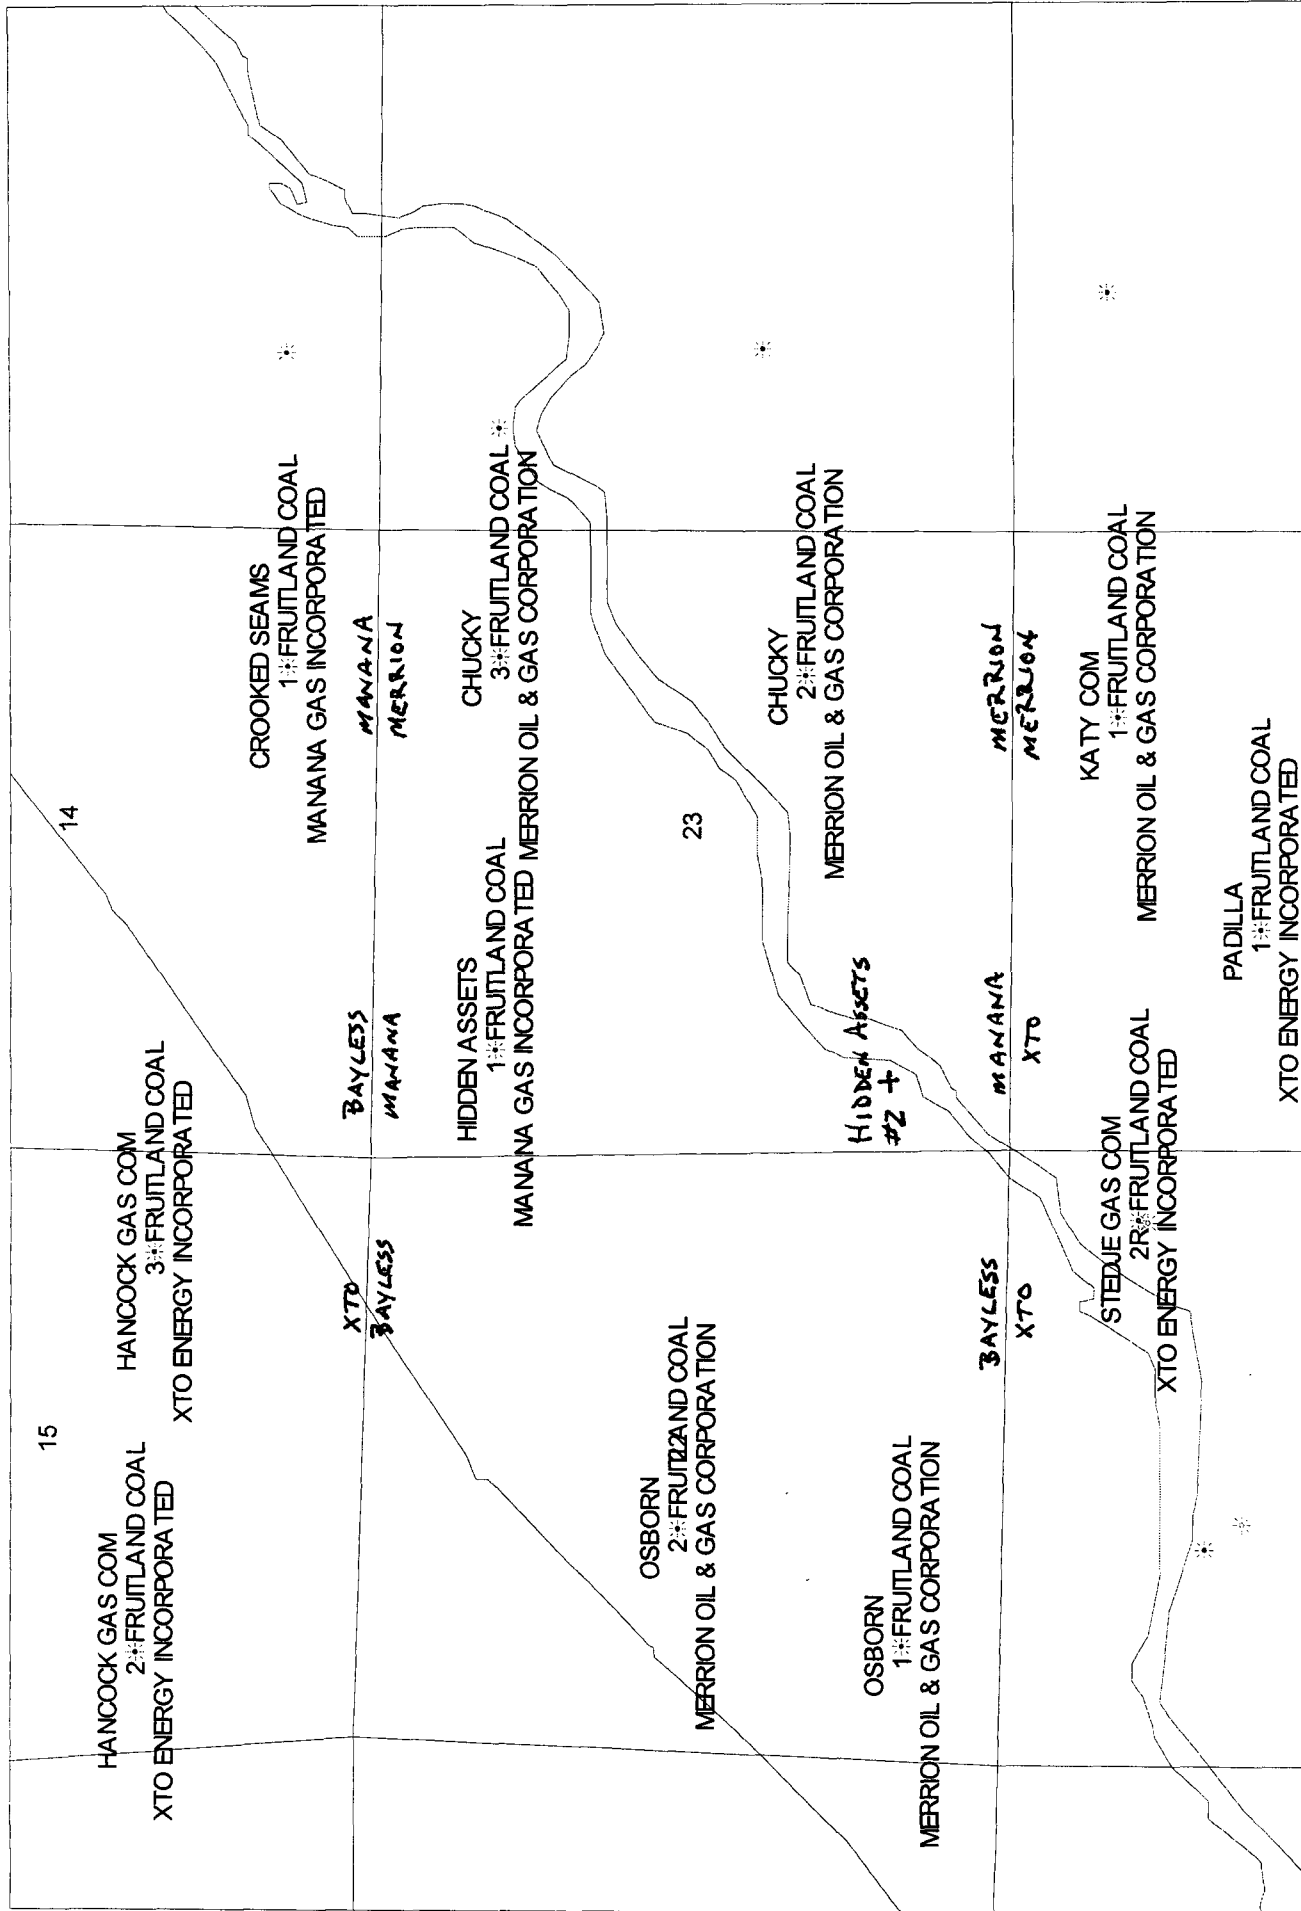 15
14
HANCOCK GAS COM
2 FRUITLAND COAL
XTO ENERGY INCORPORATED
HANCOCK GAS COM
3 FRUITLAND COAL
XTO ENERGY INCORPORATED
CROOKED SEAMS
1 FRUITLAND COAL
MANANA GAS INCORPORATED
XTO
BAYLESS
BAYLESS
MANANA
MANANA
MERRION
HIDDEN ASSETS
1 FRUITLAND COAL
MANANA GAS INCORPORATED
CHUCKY
3 FRUITLAND COAL
MERRION OIL & GAS CORPORATION
OSBORN
2 FRUITLAND COAL
22
MERRION OIL & GAS CORPORATION
23
CHUCKY
2 FRUITLAND COAL
MERRION OIL & GAS CORPORATION
OSBORN
1 FRUITLAND COAL
MERRION OIL & GAS CORPORATION
HIDDEN ASSETS
#2 +
BAYLESS
XTO
MANANA
XTO
MERRION
MERRION
STEDJE GAS COM
2R FRUITLAND COAL
XTO ENERGY INCORPORATED
KATY COM
1 FRUITLAND COAL
MERRION OIL & GAS CORPORATION
PADILLA
1 FRUITLAND COAL
XTO ENERGY INCORPORATED